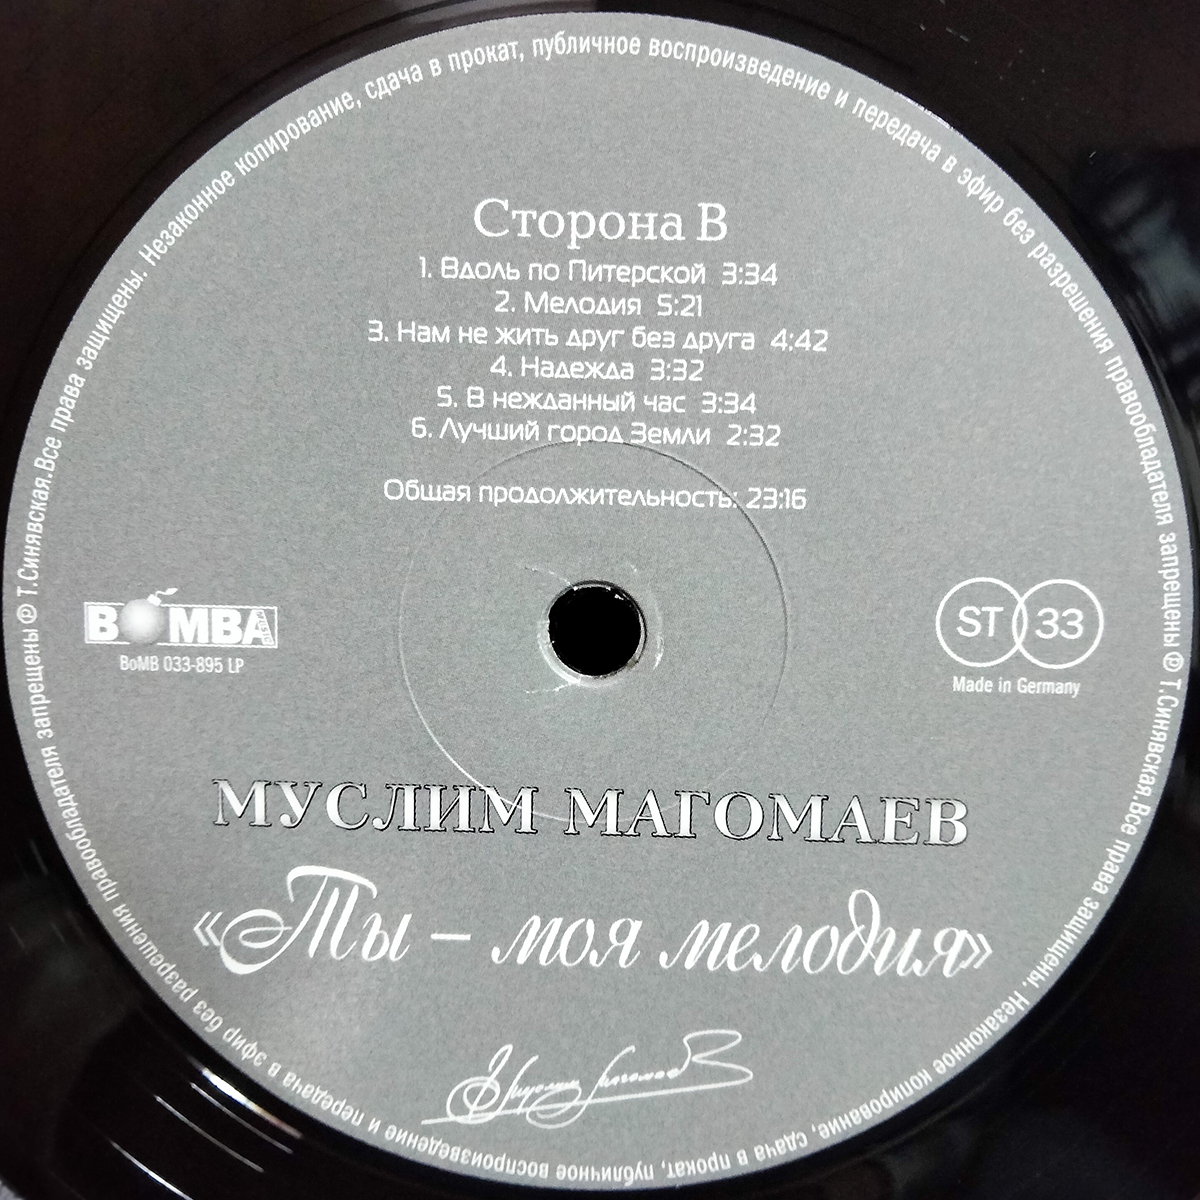 Сторона В
1. Вдоль по Питерской 3:34
2. Мелодия 5:21
3. Нам не жить друг без друга 4:42
4. Надежда 3:32
5. В нежданный час 3:34
6. Лучший город Земли 2:32
Общая продолжительность: 23:16
BOMBA
MUSIC
BoMB 033-895 LP
ST 33
Made in Germany
МУСЛИМ МАГОМАЕВ
«Ты – моя мелодия»
Все права защищены. Незаконное копирование, сдача в прокат, публичное воспроизведение и передача в эфир без разрешения правообладателя запрещены ℗ Т.Синявская.Все права защищены. Незаконное копирование, сдача в прокат, публичное воспроизведение и передача в эфир без разрешения правообладателя запрещены ℗ Т.Синявская.